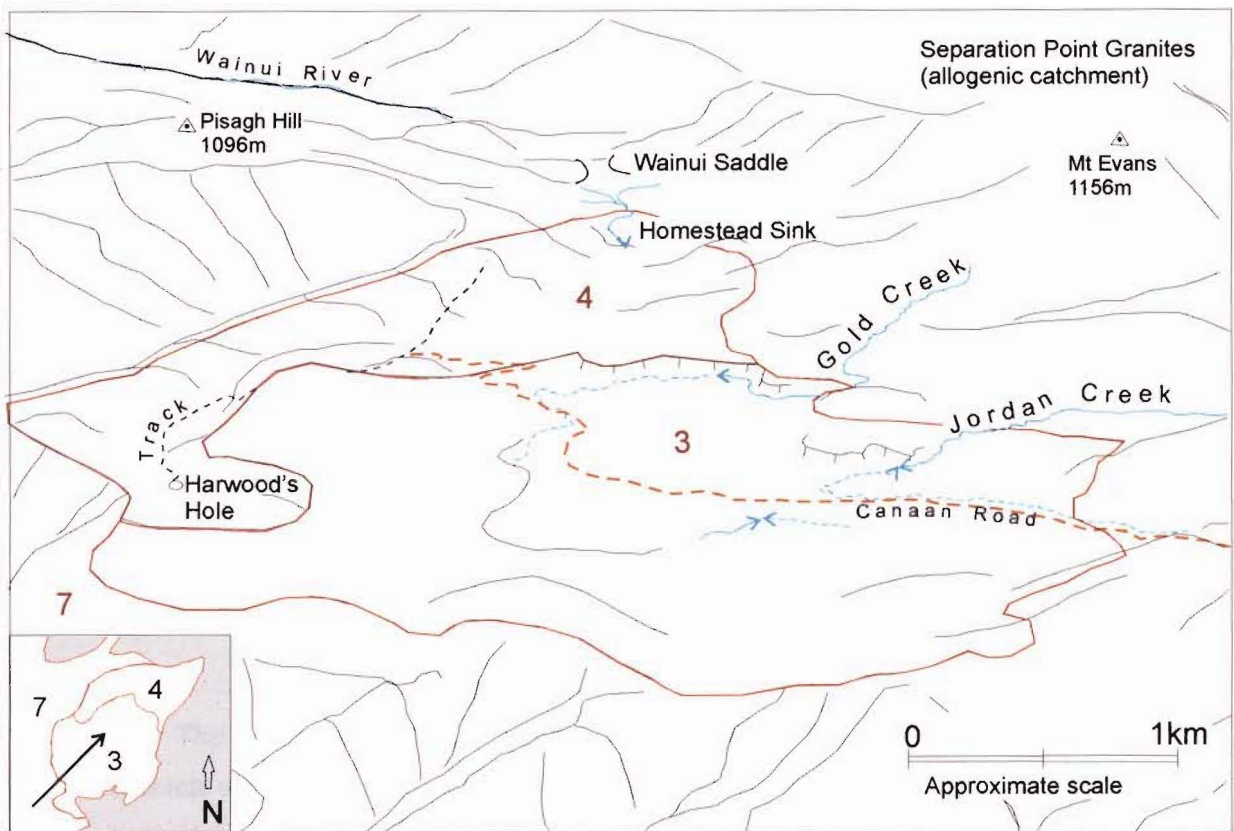 Wainui River
Separation Point Granites
(allogenic catchment)
Pisagh Hill
1096m
Wainui Saddle
Mt Evans
1156m
Homestead Sink
4
Gold Creek
Jordan Creek
Track
3
Harwood's
Hole
Canaan Road
7
4
7
3
N
0 1km
Approximate scale